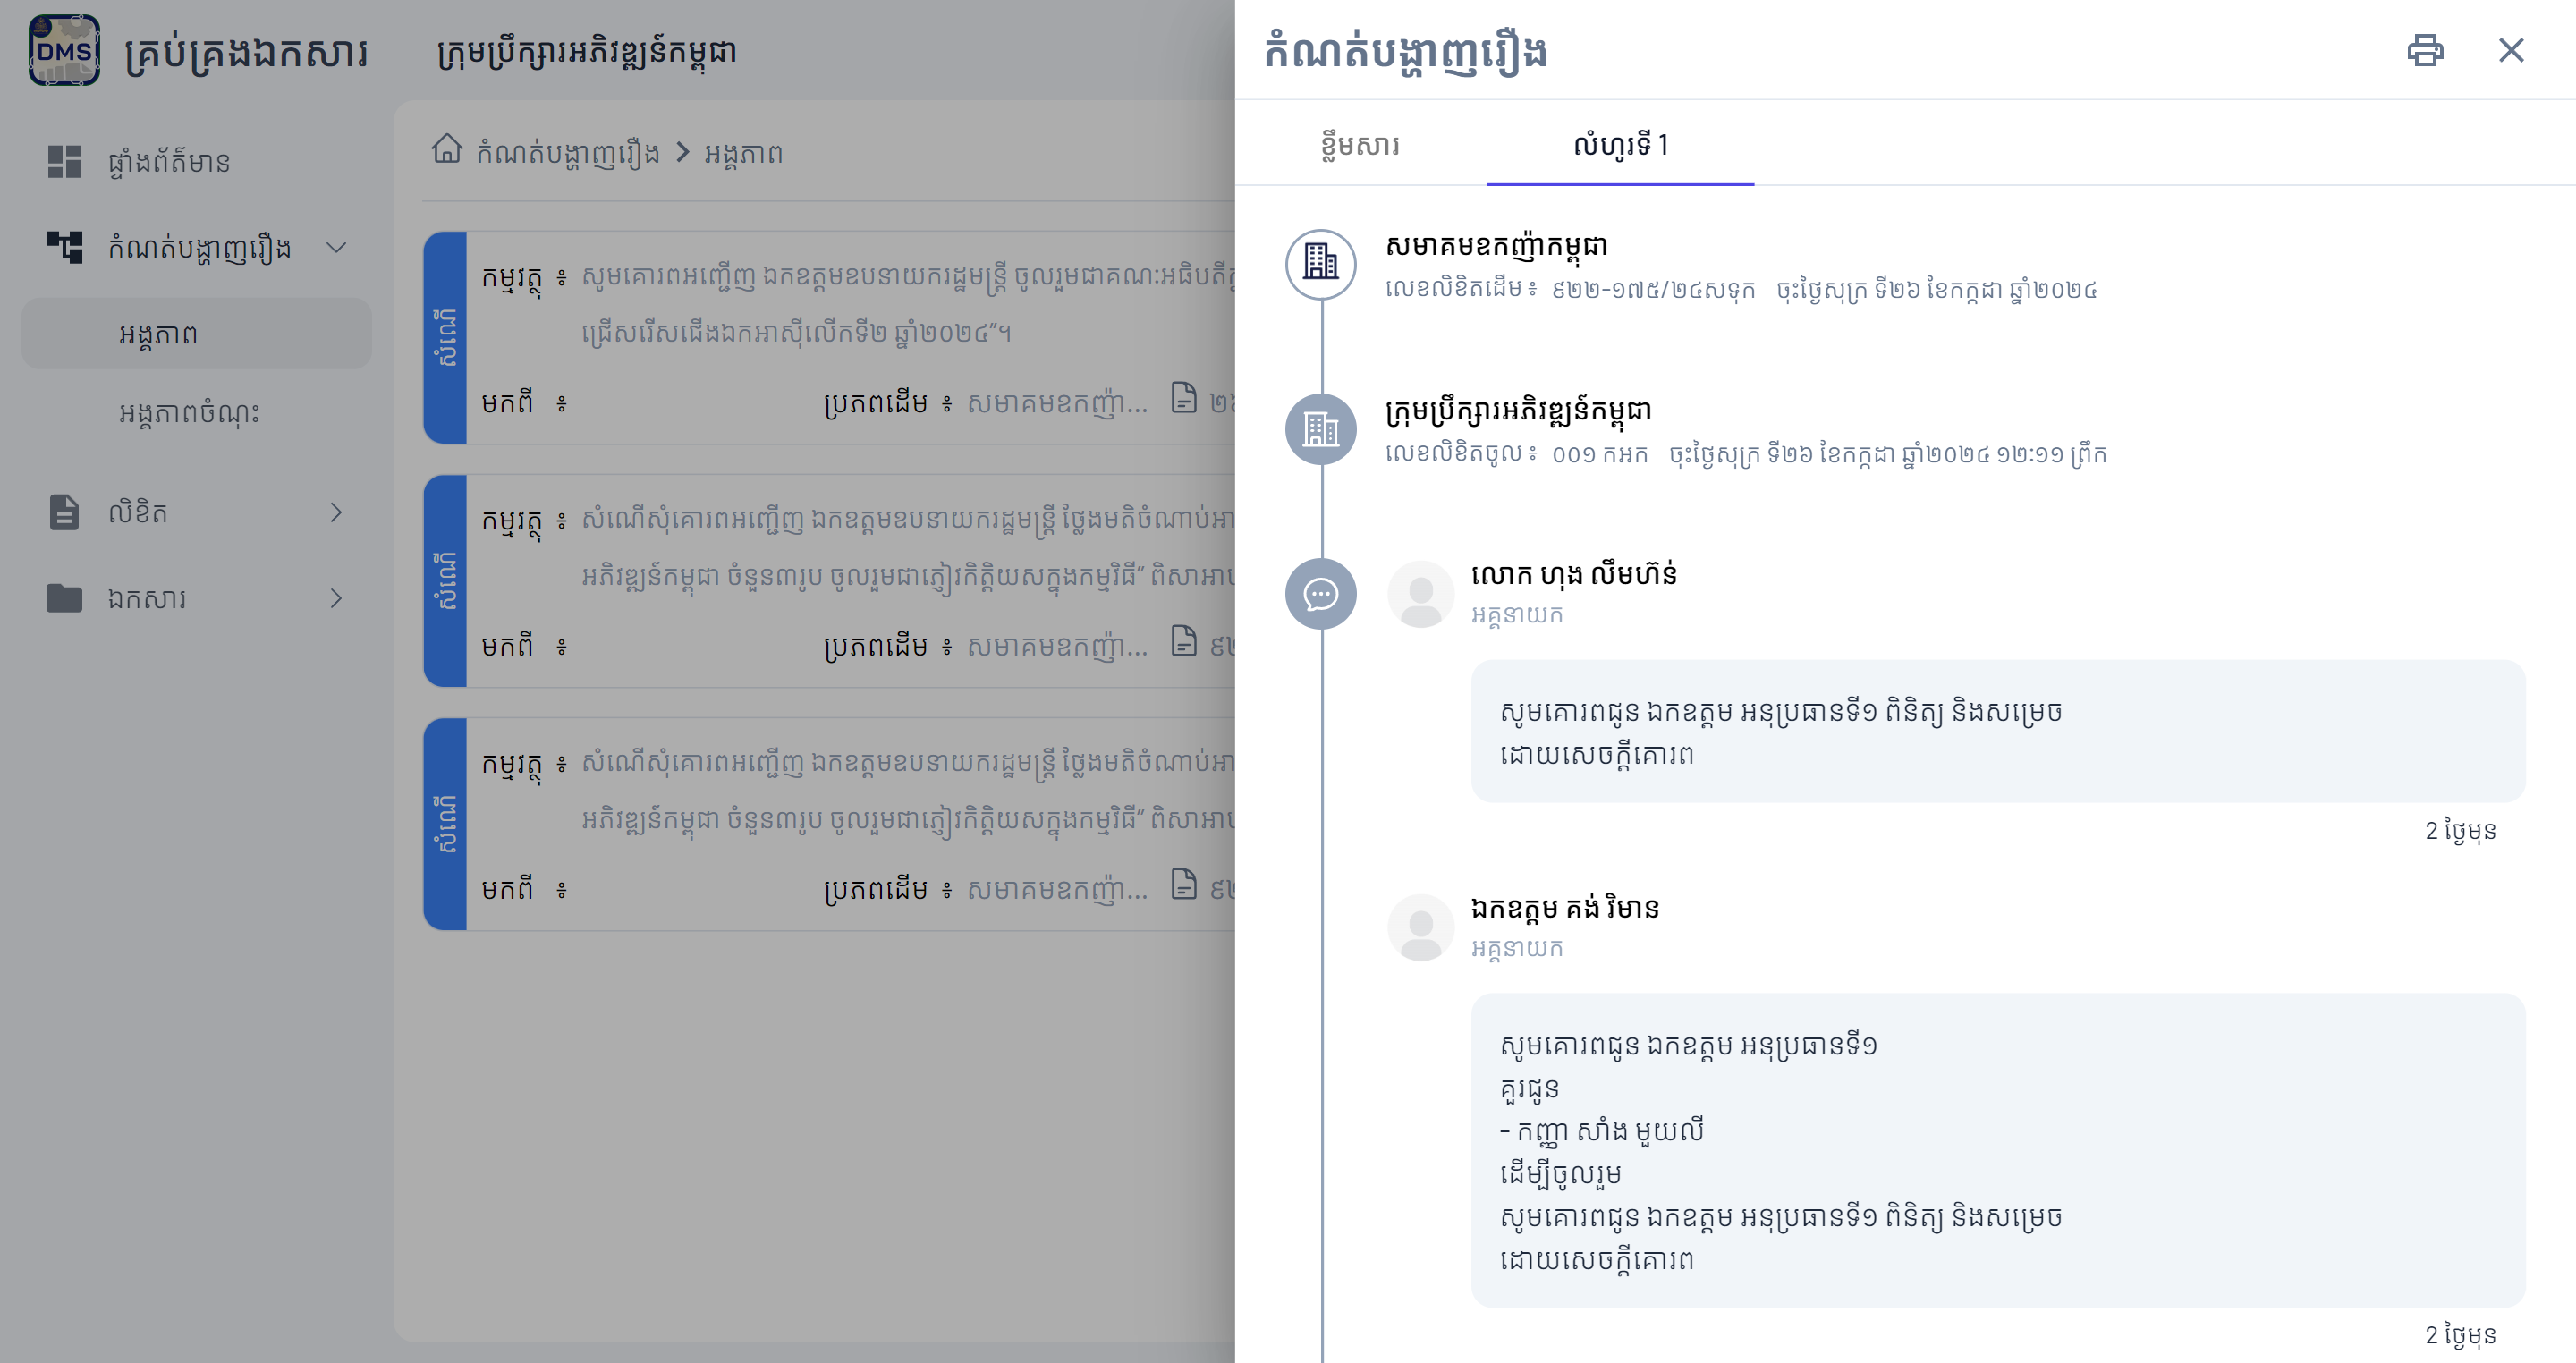 DMS
គ្រប់គ្រងឯកសារ
ក្រុមប្រឹក្សារអភិវឌ្ឍន៍កម្ពុជា
ផ្ទាំងព័ត៌មាន
កំណត់បង្ហាញរឿង
អង្គភាព
អង្គភាពចំណុះ
លិខិត
ឯកសារ
កំណត់បង្ហាញរឿង
អង្គភាព
សំណើ
កម្មវត្ថុ ៖ សូមគោរពអញ្ជើញ ឯកឧត្តមឧបនាយករដ្ឋមន្ត្រី ចូលរួមជាគណៈអធិបតីក្
ជ្រើសរើសជើងឯកអាស៊ីលើកទី២ ឆ្នាំ២០២៤"។
មកពី ៖ ប្រភពដើម ៖ សមាគមឧកញ៉ា...
សំណើ
កម្មវត្ថុ ៖ សំណើសុំគោរពអញ្ជើញ ឯកឧត្តមឧបនាយករដ្ឋមន្ត្រី ថ្លែងមតិចំណាប់អា
អភិវឌ្ឍន៍កម្ពុជា ចំនួន៣រូប ចូលរួមជាភ្ញៀវកិត្តិយសក្នុងកម្មវិធី" ពិសាអាហ
មកពី ៖ ប្រភពដើម ៖ សមាគមឧកញ៉ា... ៩២
សំណើ
កម្មវត្ថុ ៖ សំណើសុំគោរពអញ្ជើញ ឯកឧត្តមឧបនាយករដ្ឋមន្ត្រី ថ្លែងមតិចំណាប់អា
អភិវឌ្ឍន៍កម្ពុជា ចំនួន៣រូប ចូលរួមជាភ្ញៀវកិត្តិយសក្នុងកម្មវិធី" ពិសាអាហ
មកពី ៖ ប្រភពដើម ៖ សមាគមឧកញ៉ា... ៩២
កំណត់បង្ហាញរឿង
ខ្លឹមសារ
លំហូរទី 1
សមាគមឧកញ៉ាកម្ពុជា
លេខលិខិតដើម ៖ ៩២២-១៧៥/២៤សទុក ចុះថ្ងៃសុក្រ ទី២៦ ខែកក្កដា ឆ្នាំ២០២៤
ក្រុមប្រឹក្សារអភិវឌ្ឍន៍កម្ពុជា
លេខលិខិតចូល ៖ ០០១ កអក ចុះថ្ងៃសុក្រ ទី២៦ ខែកក្កដា ឆ្នាំ២០២៤ ១២:១១ ព្រឹក
លោក ហុង លឹមហ៊ន់
អគ្គនាយក
សូមគោរពជូន ឯកឧត្តម អនុប្រធានទី១ ពិនិត្យ និងសម្រេច
ដោយសេចក្តីគោរព
2 ថ្ងៃមុន
ឯកឧត្តម គង់ វិមាន
អគ្គនាយក
សូមគោរពជូន ឯកឧត្តម អនុប្រធានទី១
គួរជូន
- កញ្ញា សាំង មួយលី
ដើម្បីចូលរួម
សូមគោរពជូន ឯកឧត្តម អនុប្រធានទី១ ពិនិត្យ និងសម្រេច
ដោយសេចក្តីគោរព
2 ថ្ងៃមុន